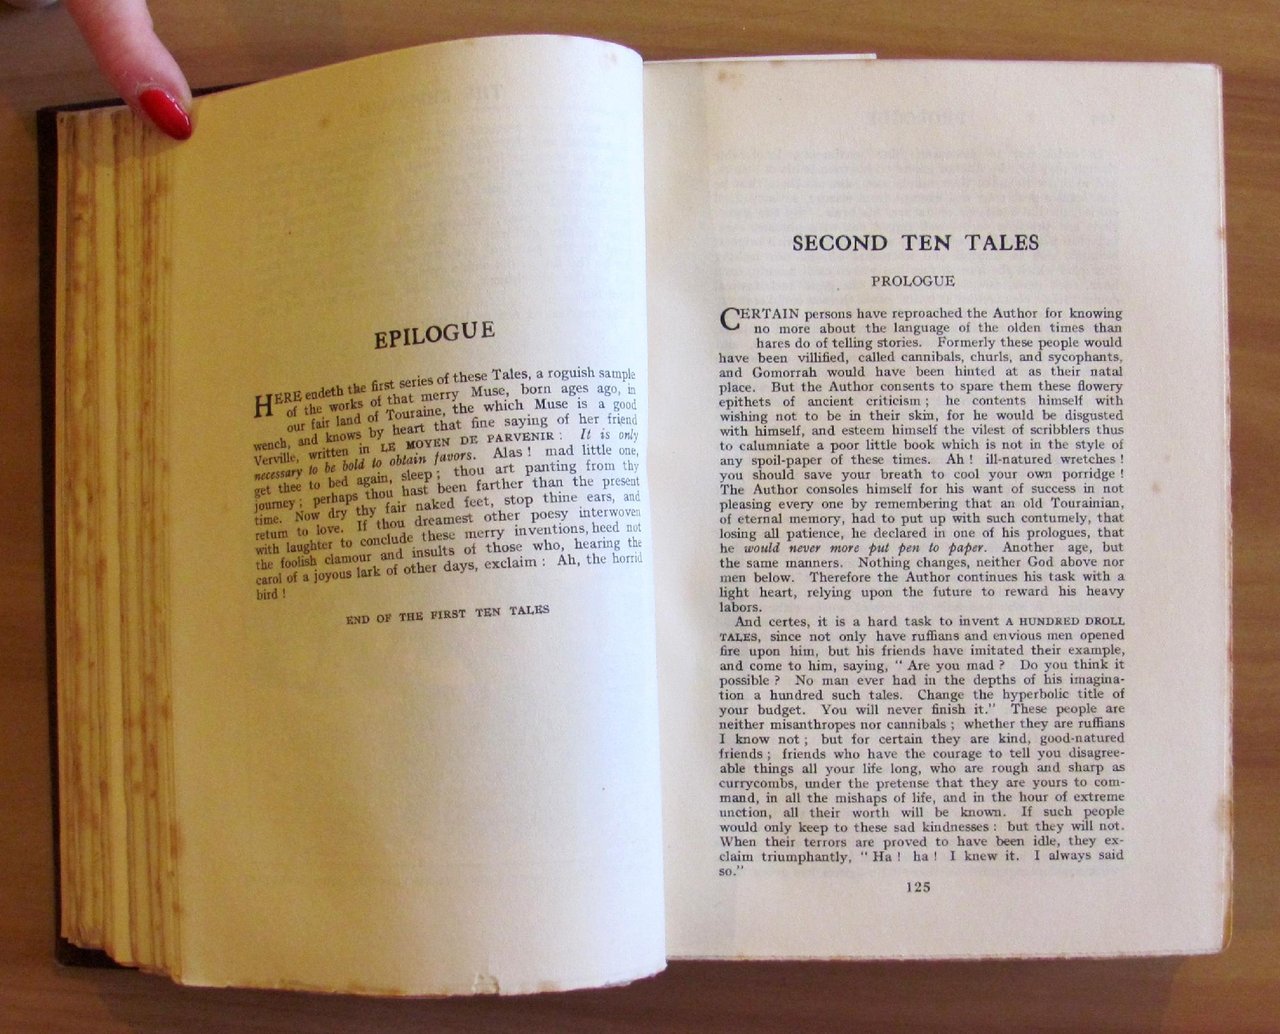 EPILOGUE
HERE endeth the first series of these Tales, a roguish sample
of the works of that merry Muse, born ages ago, in
our fair land of Touraine, the which Muse is a good
wench, and knows by heart that fine saying of her friend
Verville, written in LE MOYEN DE PARVENIR: It is only
necessary to be bold to obtain favors. Alas! mad little one,
get thee to bed again, sleep; thou art panting from thy
journey; perhaps thou hast been farther than the present
time. Now dry thy fair naked feet, stop thine ears, and
return to love. If thou dreamest other poesy interwoven
with laughter to conclude these merry inventions, heed not
the foolish clamour and insults of those who, hearing the
carol of a joyous lark of other days, exclaim: Ah, the horrid
bird!
END OF THE FIRST TEN TALES
SECOND TEN TALES
PROLOGUE
CERTAIN persons have reproached the Author for knowing
no more about the language of the olden times than
hares do of telling stories. Formerly these people would
have been villified, called cannibals, churls, and sycophants,
and Gomorrah would have been hinted at as their natal
place. But the Author consents to spare them these flowery
epithets of ancient criticism; he contents himself with
wishing not to be in their skin, for he would be disgusted
with himself, and esteem himself the vilest of scribblers thus
to calumniate a poor little book which is not in the style of
any spoil-paper of these times. Ah! ill-natured wretches!
you should save your breath to cool your own porridge!
The Author consoles himself for his want of success in not
pleasing every one by remembering that an old Tourainian,
of eternal memory, had to put up with such contumely, that
losing all patience, he declared in one of his prologues, that
he would never more put pen to paper. Another age, but
the same manners. Nothing changes, neither God above nor
men below. Therefore the Author continues his task with a
light heart, relying upon the future to reward his heavy
labors.
And certes, it is a hard task to invent A HUNDRED DROLL
TALES, since not only have ruffians and envious men opened
fire upon him, but his friends have imitated their example,
and come to him, saying, "Are you mad? Do you think it
possible? No man ever had in the depths of his imagina-
tion a hundred such tales. Change the hyperbolic title of
your budget. You will never finish it." These people are
neither misanthropes nor cannibals; whether they are ruffians
I know not; but for certain they are kind, good-natured
friends; friends who have the courage to tell you disagree-
able things all your life long, who are rough and sharp as
currycombs, under the pretense that they are yours to com-
mand, in all the mishaps of life, and in the hour of extreme
unction, all their worth will be known. If such people
would only keep to these sad kindnesses: but they will not.
When their terrors are proved to have been idle, they ex-
claim triumphantly, "Ha! ha! I knew it. I always said
so."
125